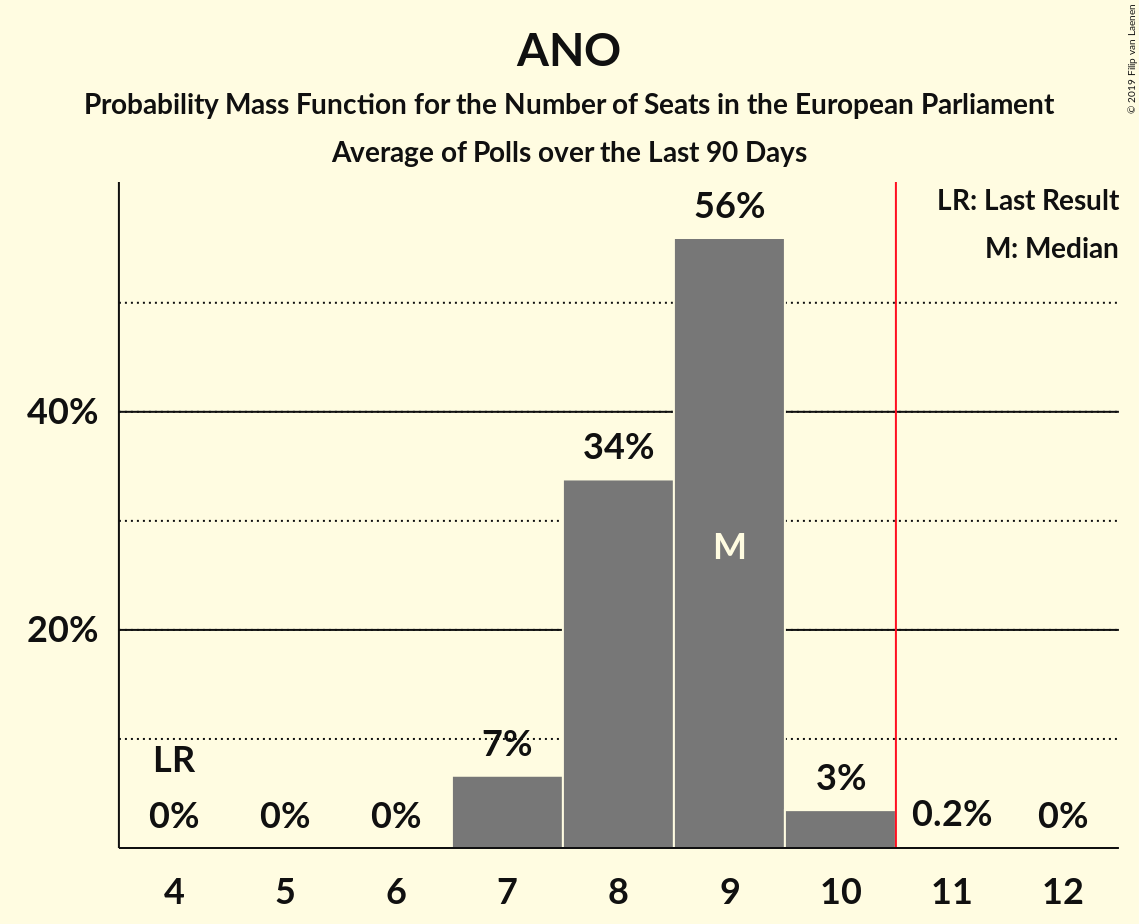 ANO
Probability Mass Function for the Number of Seats in the European Parliament
Average of Polls over the Last 90 Days
© 2019 Filip van Laenen
LR: Last Result
M: Median
56%
40%
34%
M
20%
LR
7%
3%
0%
0%
0%
0.2%
0%
4 5 6 7 8 9 10 11 12